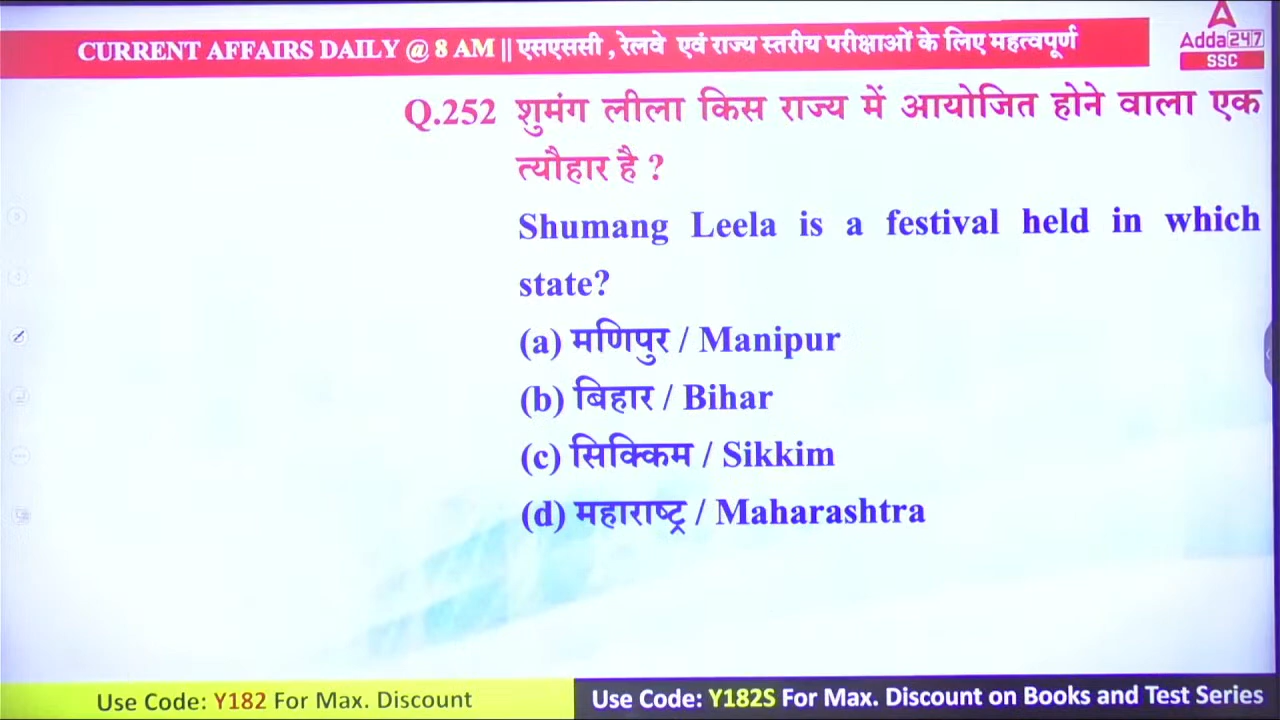 CURRENT AFFAIRS DAILY @ 8 AM || एसएससी , रेलवे एवं राज्य स्तरीय परीक्षाओं के लिए महत्वपूर्ण
Adda247
SSC
Q.252 शुमंग लीला किस राज्य में आयोजित होने वाला एक
त्यौहार है ?
Shumang Leela is a festival held in which
state?
(a) मणिपुर / Manipur
(b) बिहार / Bihar
(c) सिक्किम / Sikkim
(d) महाराष्ट्र / Maharashtra
Use Code: Y182 For Max. Discount
Use Code: Y182S For Max. Discount on Books and Test Series